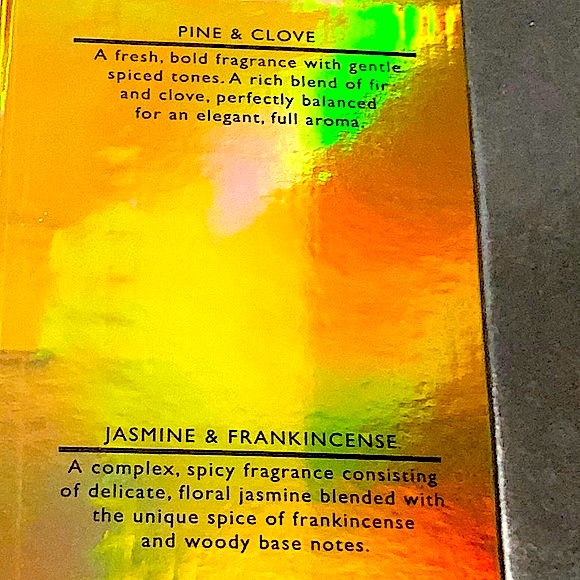 PINE & CLOVE
A fresh, bold fragrance with gentle
spiced tones. A rich blend of fir
and clove, perfectly balanced
for an elegant, full aroma.
JASMINE & FRANKINCENSE
A complex, spicy fragrance consisting
of delicate, floral jasmine blended with
the unique spice of frankincense
and woody base notes.